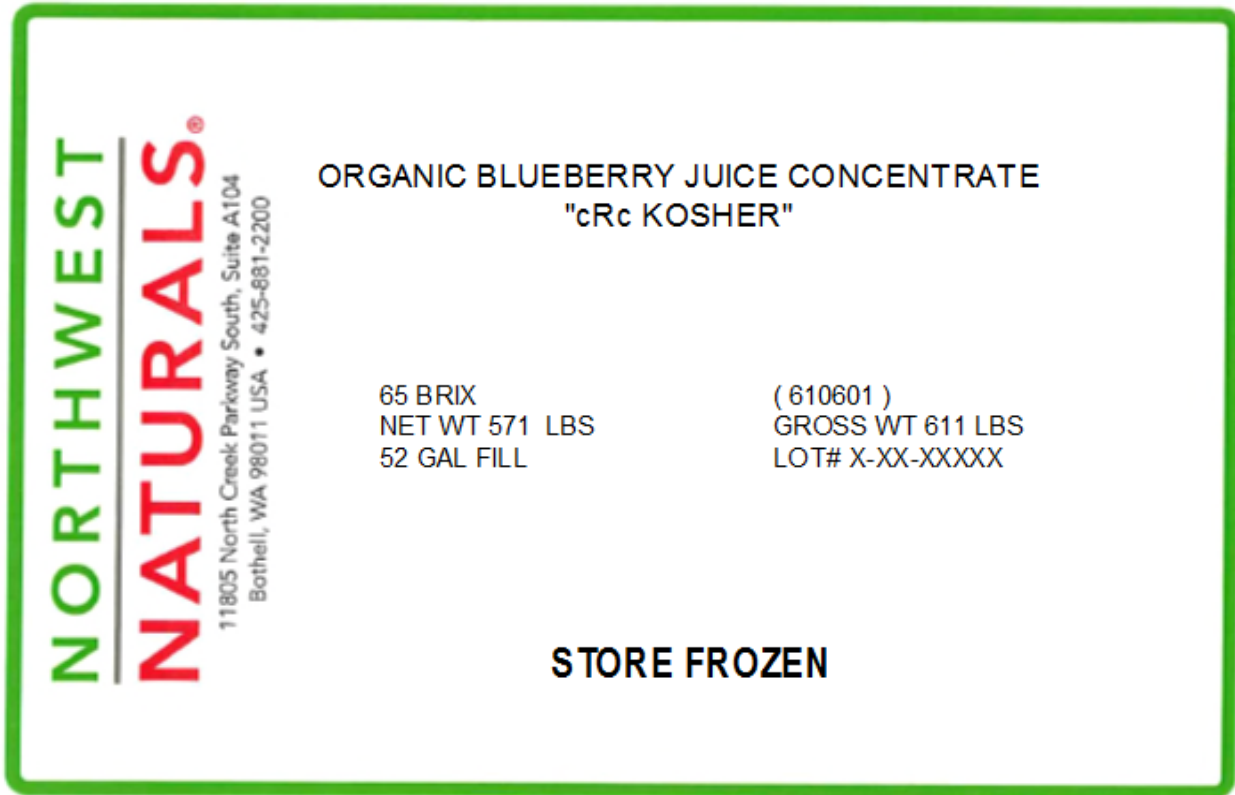 NORTHWEST
NATURALS®
11805 North Creek Parkway South, Suite A104
Bothell, WA 98011 USA • 425-881-2200
ORGANIC BLUEBERRY JUICE CONCENTRATE
"cRc KOSHER"
65 BRIX
NET WT 571 LBS
52 GAL FILL
( 610601 )
GROSS WT 611 LBS
LOT# X-XX-XXXXX
STORE FROZEN